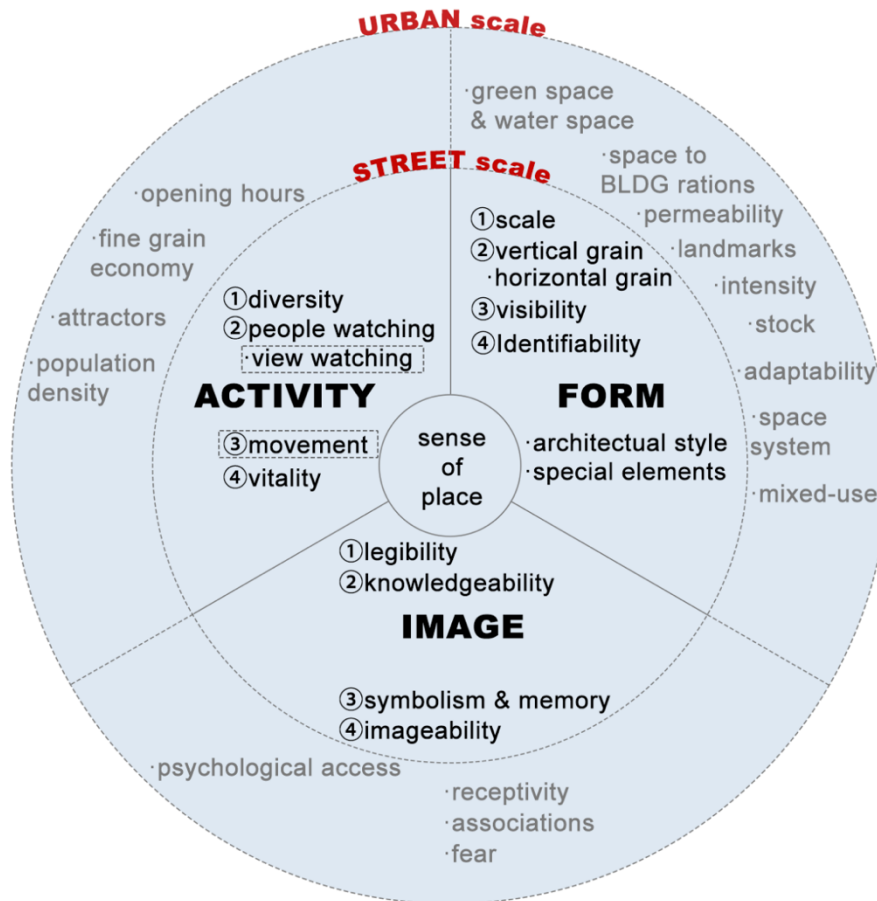 URBAN scale
·green space
& water space
STREET scale
·space to
BLDG rations
·permeability
·landmarks
·intensity
·stock
·adaptability
·space
system
·mixed-use
·opening hours
·fine grain
economy
·attractors
·population
density
①diversity
②people watching
·view watching
ACTIVITY
③movement
④vitality
①scale
②vertical grain
·horizontal grain
③visibility
④Identifiability
FORM
·architectual style
·special elements
sense
of
place
①legibility
②knowledgeability
IMAGE
③symbolism & memory
④imageability
·psychological access
·receptivity
·associations
·fear